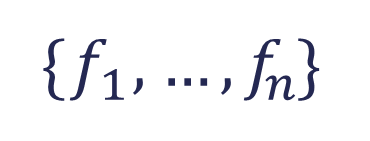 {f₁, …, fₙ}